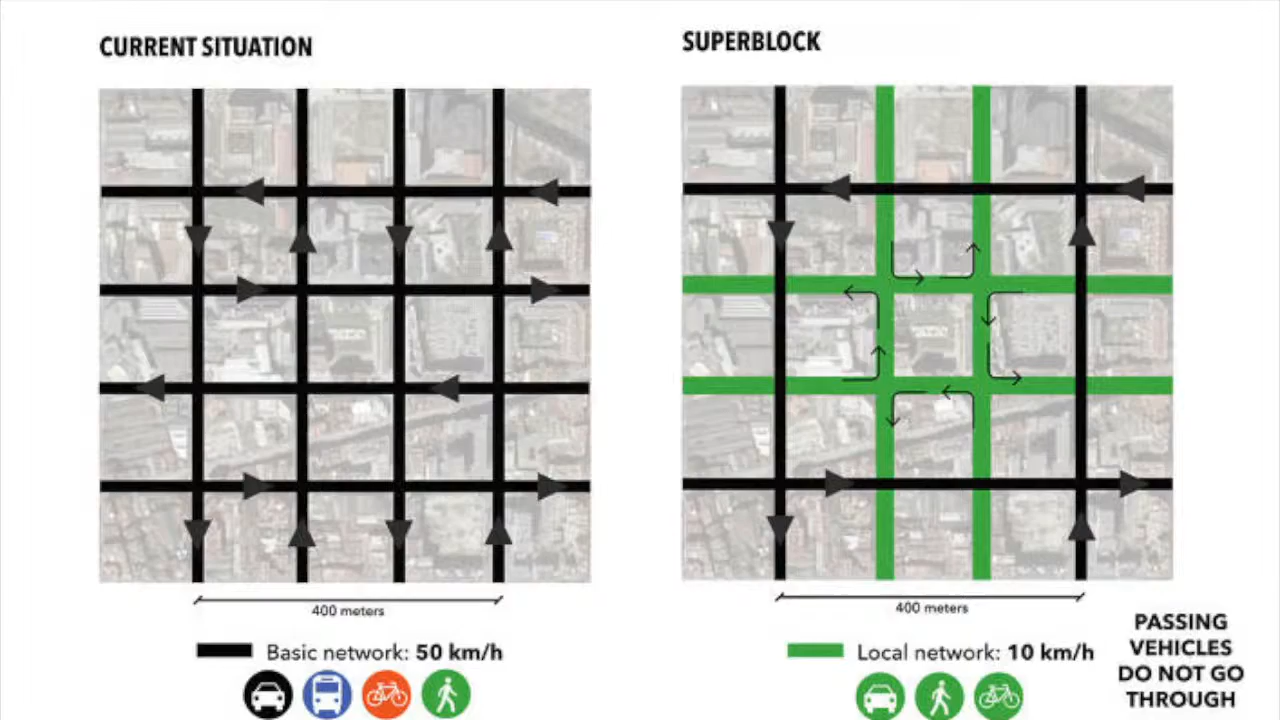 CURRENT SITUATION
SUPERBLOCK
400 meters
400 meters
Basic network: 50 km/h
Local network: 10 km/h
PASSING
VEHICLES
DO NOT GO
THROUGH